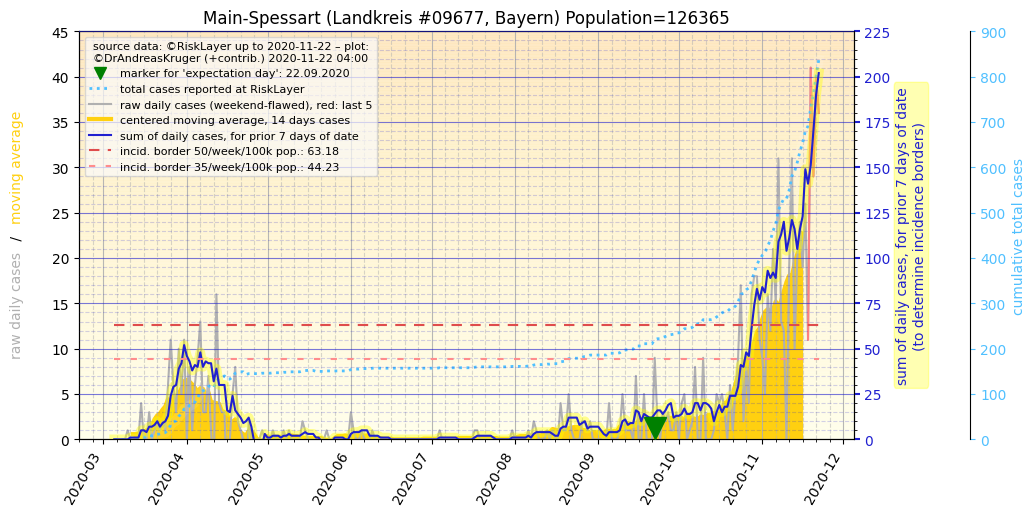 Main-Spessart (Landkreis #09677, Bayern) Population=126365
source data: ©RiskLayer up to 2020-11-22 – plot:
©DrAndreasKruger (+contrib.) 2020-11-22 04:00
marker for 'expectation day': 22.09.2020
total cases reported at RiskLayer
raw daily cases (weekend-flawed), red: last 5
centered moving average, 14 days cases
sum of daily cases, for prior 7 days of date
incid. border 50/week/100k pop.: 63.18
incid. border 35/week/100k pop.: 44.23
raw daily cases / moving average
45
40
35
30
25
20
15
10
5
0
225
200
175
150
125
100
75
50
25
0
sum of daily cases, for prior 7 days of date
(to determine incidence borders)
900
800
700
600
500
400
300
200
100
0
cumulative total cases
2020-03
2020-04
2020-05
2020-06
2020-07
2020-08
2020-09
2020-10
2020-11
2020-12